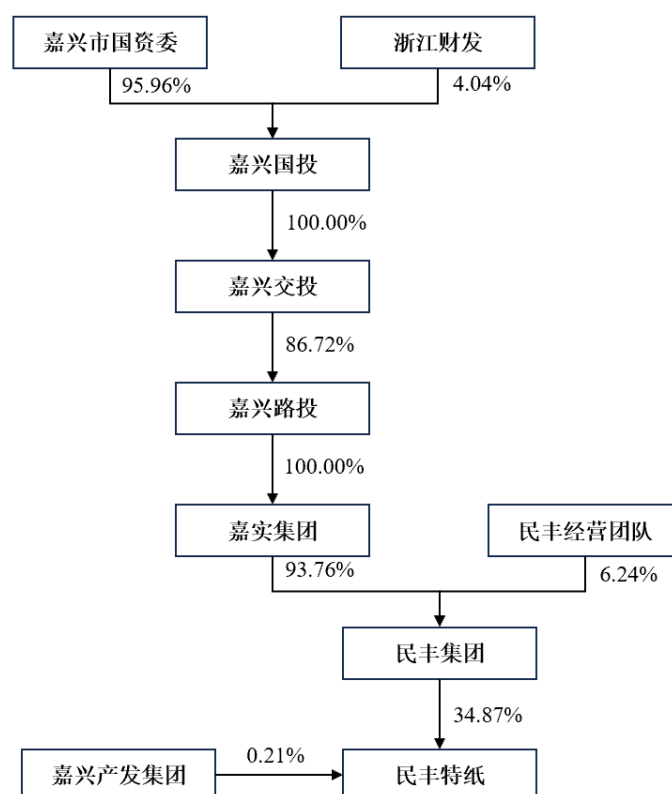 嘉兴市国资委
浙江财发
95.96%
4.04%
嘉兴国投
100.00%
嘉兴交投
86.72%
嘉兴路投
100.00%
嘉实集团
民丰经营团队
93.76%
6.24%
民丰集团
34.87%
嘉兴产发集团
0.21%
民丰特纸